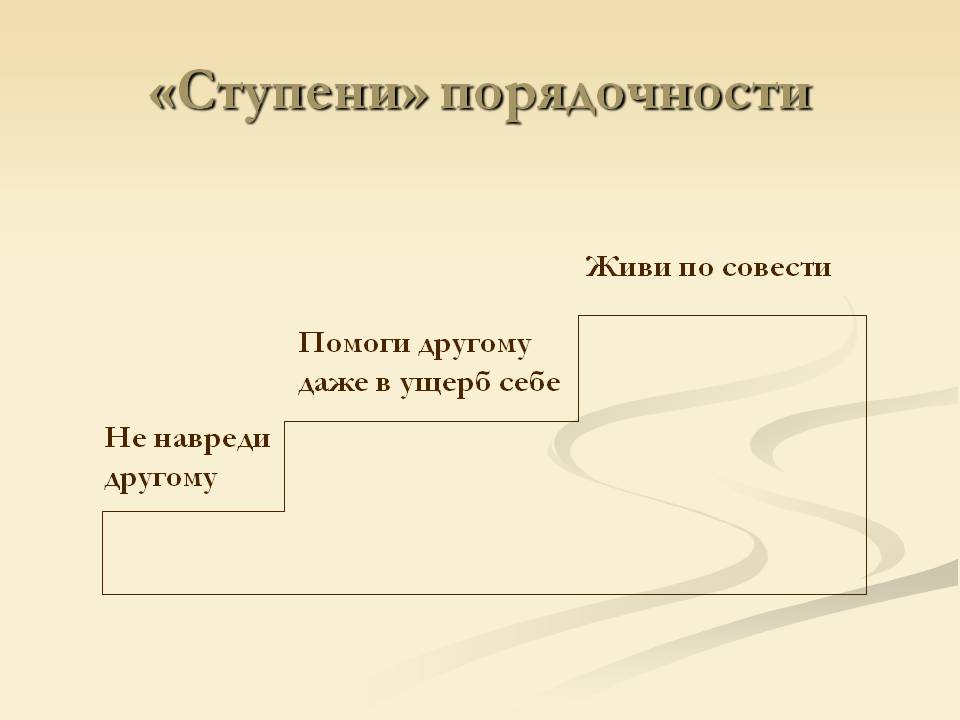 «Ступени» порядочности
Живи по совести
Помоги другому
даже в ущерб себе
Не навреди
другому